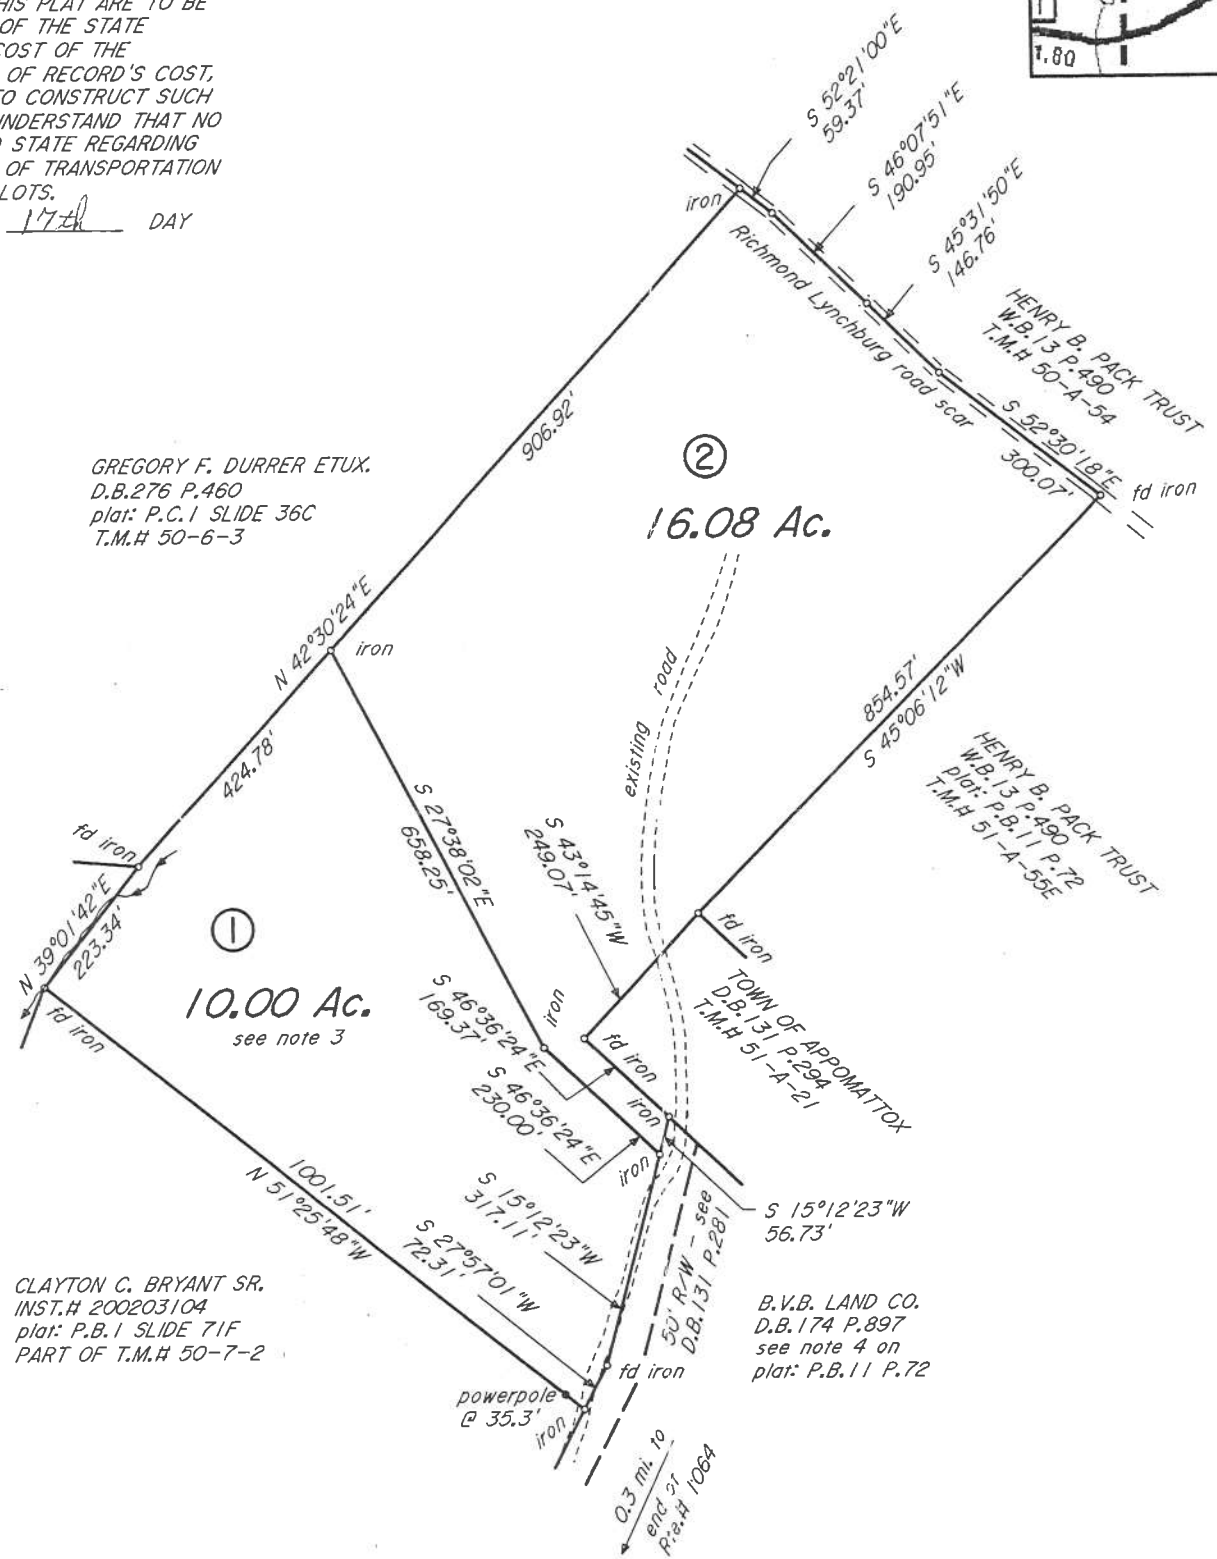 THIS PLAT ARE TO BE
OF THE STATE
COST OF THE
OF RECORD'S COST,
TO CONSTRUCT SUCH
UNDERSTAND THAT NO
STATE REGARDING
OF TRANSPORTATION
LOTS.
17th DAY
1.80
S 52°21'00"E
59.37'
S 46°07'51"E
190.95'
S 45°31'50"E
146.76'
iron
Richmond Lynchburg road scar
HENRY B. PACK TRUST
W.B.13 P.490
T.M.# 50-A-54
S 52°30'18"E
300.07'
fd iron
906.92'
2
16.08 Ac.
GREGORY F. DURRER ETUX.
D.B.276 P.460
plat: P.C.1 SLIDE 36C
T.M.# 50-6-3
N 42°30'24"E
iron
existing road
854.57'
S 45°06'12"W
424.78'
HENRY B. PACK TRUST
W.B.13 P.490
plat: P.B.11 P.72
T.M.# 51-A-55E
S 27°38'02"E
658.25'
S 43°14'45"W
249.07'
fd iron
N 39°01'42"E
223.34'
1
10.00 Ac.
see note 3
fd iron
fd iron
TOWN OF APPOMATTOX
D.B.131 P.294
T.M.# 51-A-21
iron
S 46°36'24"E
169.37'
fd iron
S 46°36'24"E
230.00'
iron
iron
1001.51'
N 51°25'48"W
S 15°12'23"W
317.11'
S 27°57'01"W
72.31'
S 15°12'23"W
56.73'
50' R/W - see
D.B.131 P.281
CLAYTON C. BRYANT SR.
INST.# 200203104
plat: P.B.1 SLIDE 71F
PART OF T.M.# 50-7-2
B.V.B. LAND CO.
D.B.174 P.897
see note 4 on
plat: P.B.11 P.72
fd iron
powerpole
@ 35.3'
iron
0.3 mi. to
end of
Rte.# 1064